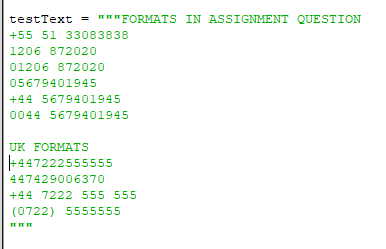 testText = """FORMATS IN ASSIGNMENT QUESTION
+55 51 33083838
1206 872020
01206 872020
05679401945
+44 5679401945
0044 5679401945
UK FORMATS
+447222555555
447429006370
+44 7222 555 555
(0722) 5555555
"""